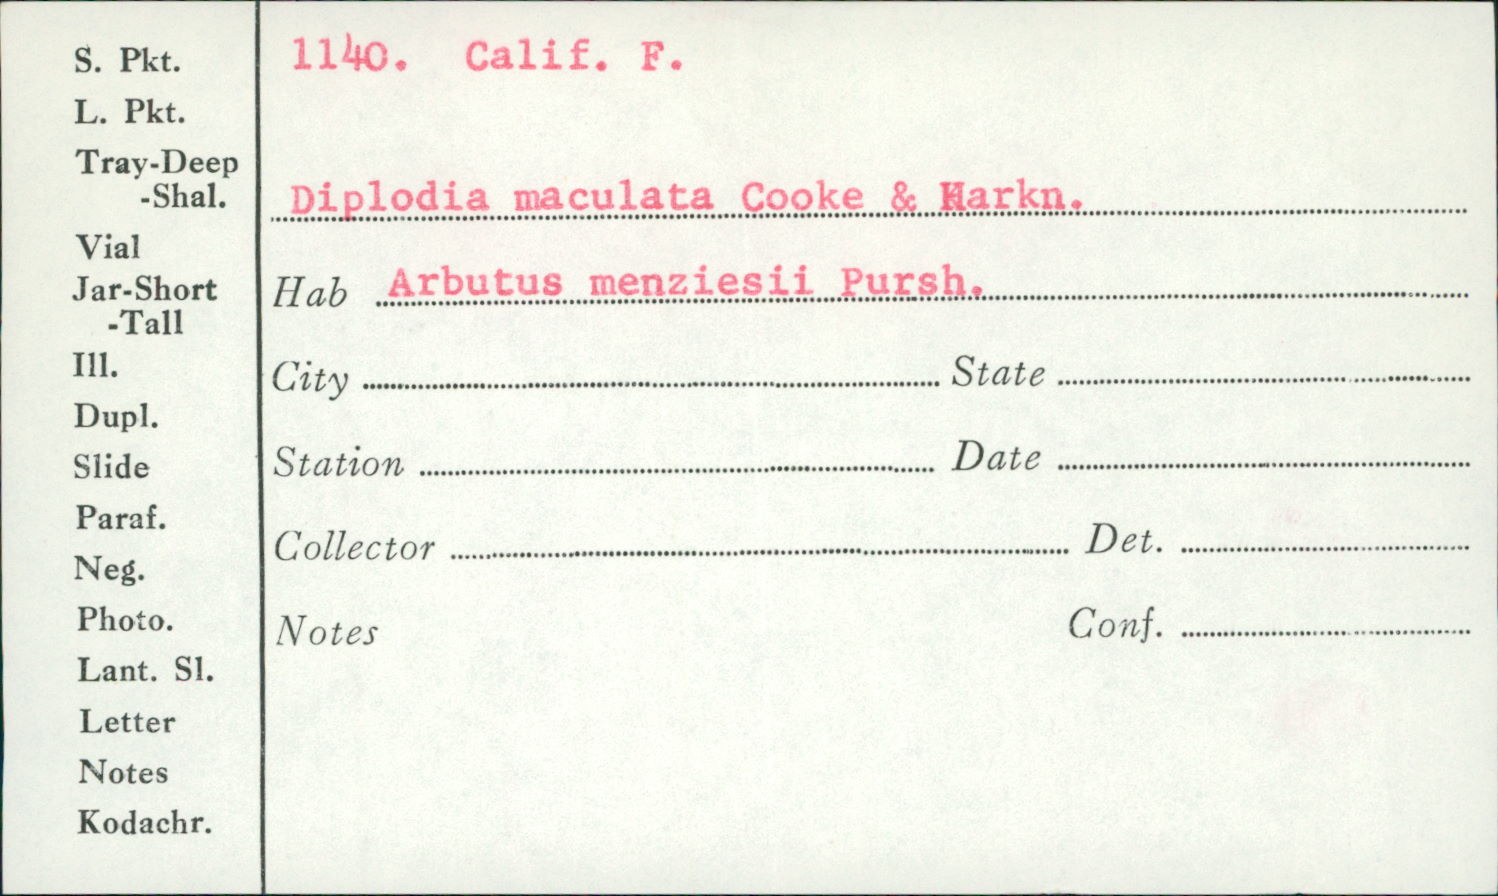 S. Pkt.
L. Pkt.
Tray-Deep
-Shal.
Vial
Jar-Short
-Tall
Ill.
Dupl.
Slide
Paraf.
Neg.
Photo.
Lant. Sl.
Letter
Notes
Kodachr.
1140. Calif. F.
Diplodia maculata Cooke & Harkn.
Hab Arbutus menziesii Pursh.
City State
Station Date
Collector Det.
Notes Conf.